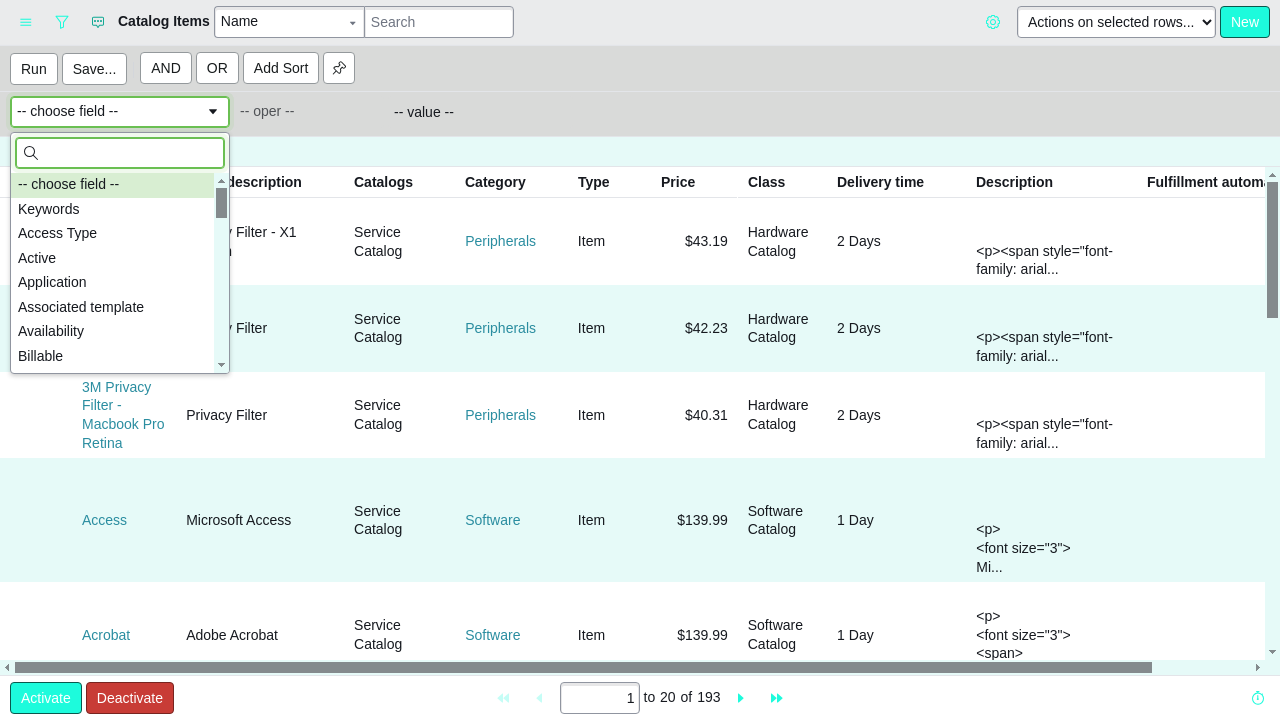 Catalog Items
Name
Search
Actions on selected rows...
New
Run
Save...
AND
OR
Add Sort
-- choose field --
-- oper --
-- value --
-- choose field --
Keywords
Access Type
Active
Application
Associated template
Availability
Billable
description
Catalogs
Category
Type
Price
Class
Delivery time
Description
Fulfillment automa
Filter - X1
Service
Catalog
Peripherals
Item
$43.19
Hardware
Catalog
2 Days
<p><span style="font-
family: arial...
Filter
Service
Catalog
Peripherals
Item
$42.23
Hardware
Catalog
2 Days
<p><span style="font-
family: arial...
3M Privacy
Filter -
Macbook Pro
Retina
Privacy Filter
Service
Catalog
Peripherals
Item
$40.31
Hardware
Catalog
2 Days
<p><span style="font-
family: arial...
Access
Microsoft Access
Service
Catalog
Software
Item
$139.99
Software
Catalog
1 Day
<p>
<font size="3">
Mi...
Acrobat
Adobe Acrobat
Service
Catalog
Software
Item
$139.99
Software
Catalog
1 Day
<p>
<font size="3">
<span>
Activate
Deactivate
1 to 20 of 193